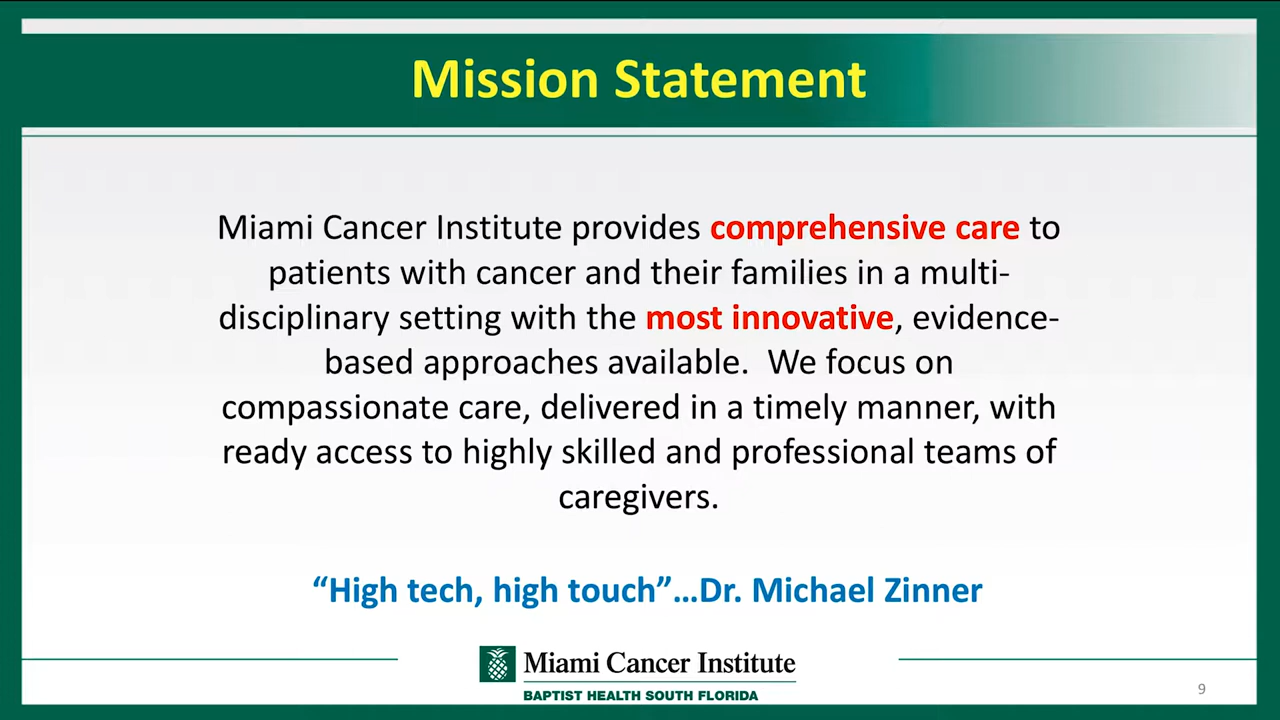 Mission Statement
Miami Cancer Institute provides comprehensive care to
patients with cancer and their families in a multi-
disciplinary setting with the most innovative, evidence-
based approaches available.  We focus on
compassionate care, delivered in a timely manner, with
ready access to highly skilled and professional teams of
caregivers.
“High tech, high touch”…Dr. Michael Zinner
Miami Cancer Institute
BAPTIST HEALTH SOUTH FLORIDA
9